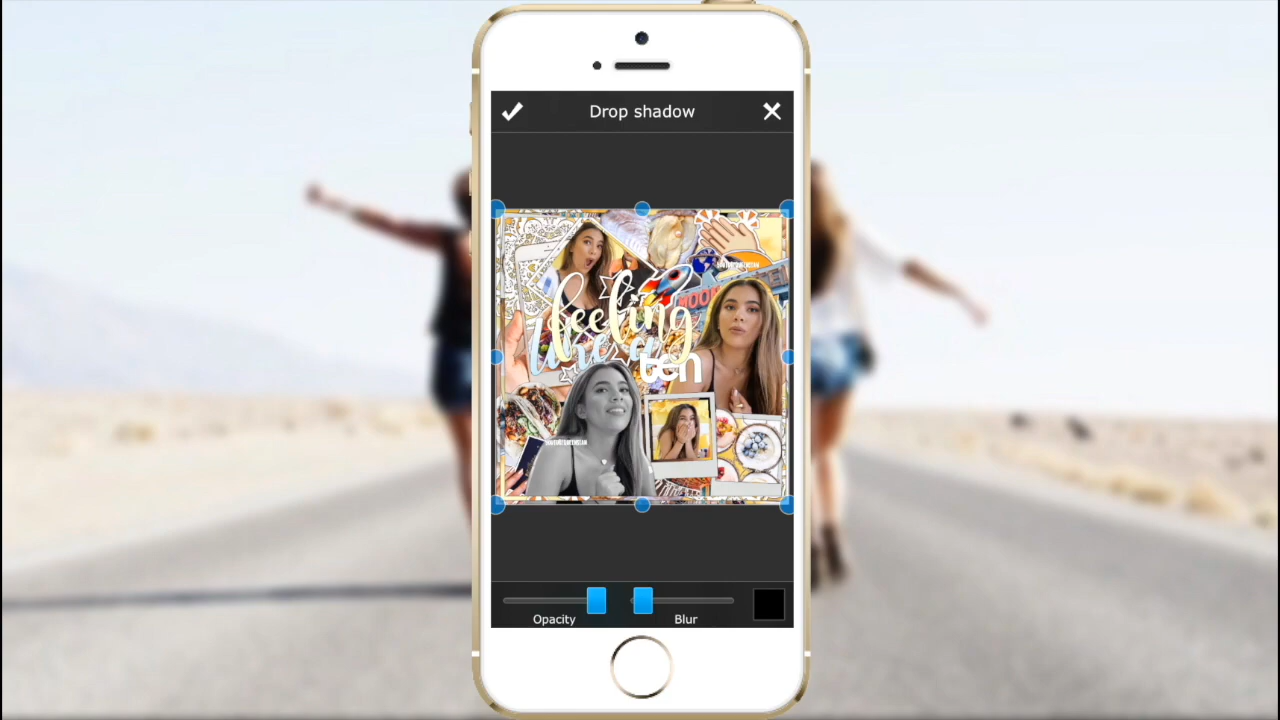 Drop shadow
feeling
like a
ten
Opacity
Blur